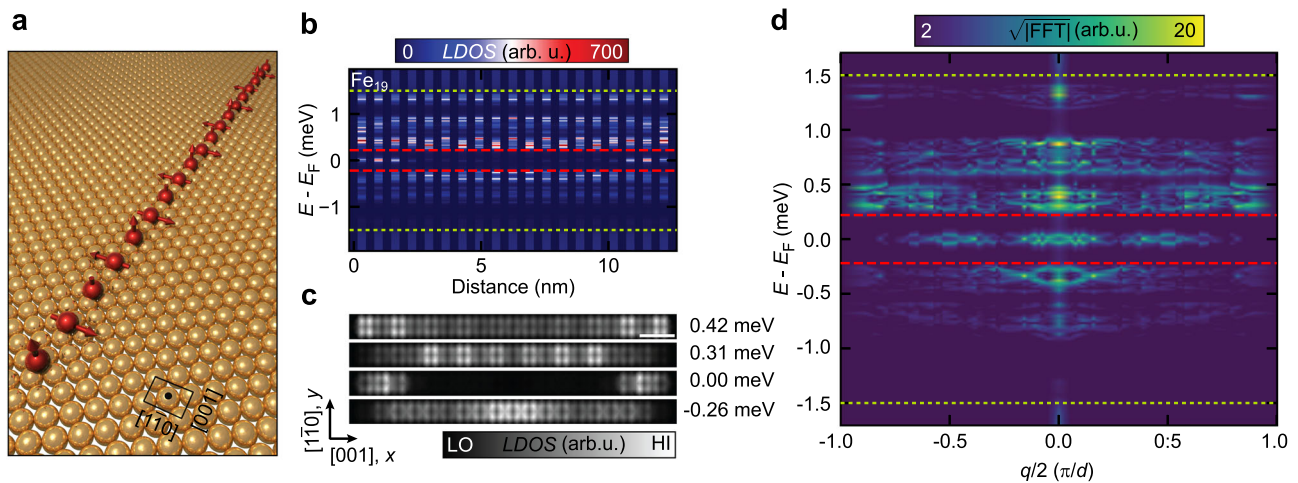 a
[11̅0]
[001]
b
0 LDOS (arb. u.) 700
Fe19
1
0
−1
E - EF (meV)
0 5 10
Distance (nm)
c
0.42 meV
0.31 meV
0.00 meV
-0.26 meV
[11̅0], y
[001], x
LO LDOS (arb.u.) HI
d
2 √|FFT| (arb.u.) 20
1.5
1.0
0.5
0.0
-0.5
-1.0
-1.5
E - EF (meV)
-1.0 -0.5 0.0 0:5 1.0
q/2 (π/d)